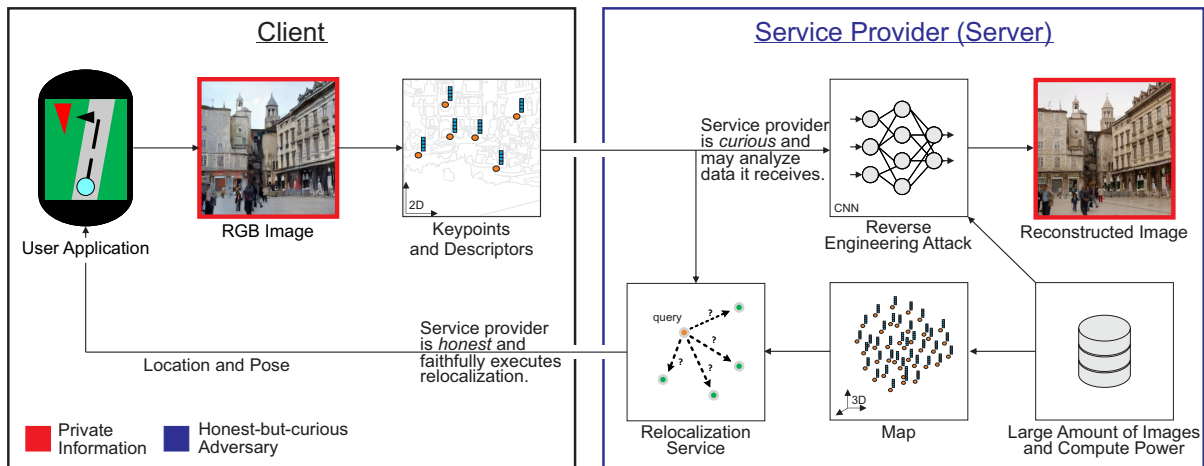 Client
Service Provider (Server)
User Application
RGB Image
2D
Keypoints
and Descriptors
Service provider
is curious and
may analyze
data it receives.
CNN
Reverse
Engineering Attack
Reconstructed Image
Location and Pose
Service provider
is honest and
faithfully executes
relocalization.
query
?
?
?
?
Relocalization
Service
3D
Map
Large Amount of Images
and Compute Power
Private
Information
Honest-but-curious
Adversary